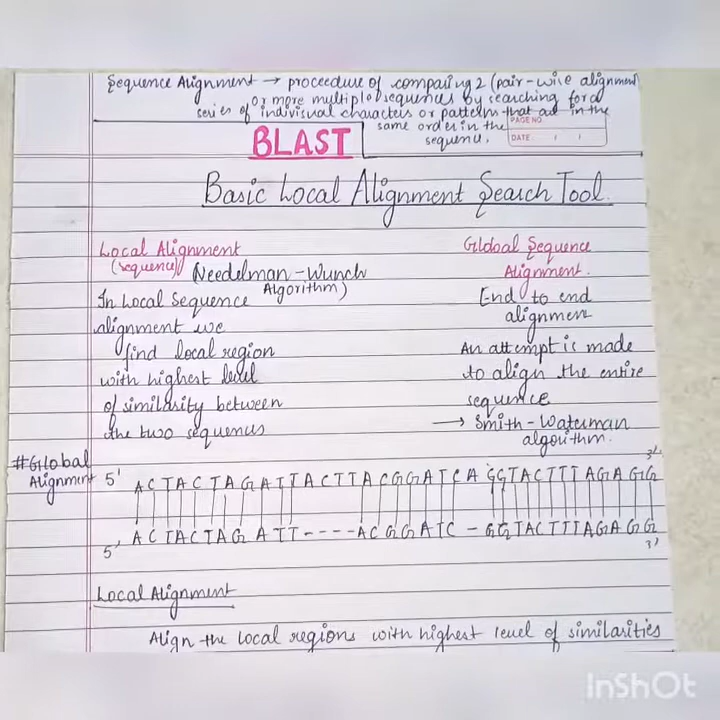 Sequence Alignment → proceedure of comparing 2 (pair-wise alignment)
or more multiple sequences by searching for a
series of indivisual characters or patterns that are in the
same order in the
sequence.
PAGE NO.
DATE / /
BLAST
Basic Local Alignment Search Tool.
Local Alignment
(sequence) (Needelman-Wunch
Algorithm)
In Local Sequence
alignment we
find local region
with highest level
of similarity between
the two sequenus
Global Sequence
Alignment.
End to end
alignment
An attempt is made
to align the entire
sequence
→ Smith-Waterman
algorithm.
#Global
Alignment
3'
5' ACTACTAGATTACTTACGGATCAGGTACTTTAGAGG
5' ACTACTAGATT----ACGGATC-GGTACTTTAGAGG
3'
Local Alignment
Align the local regions with highest level of similarities
InShOt